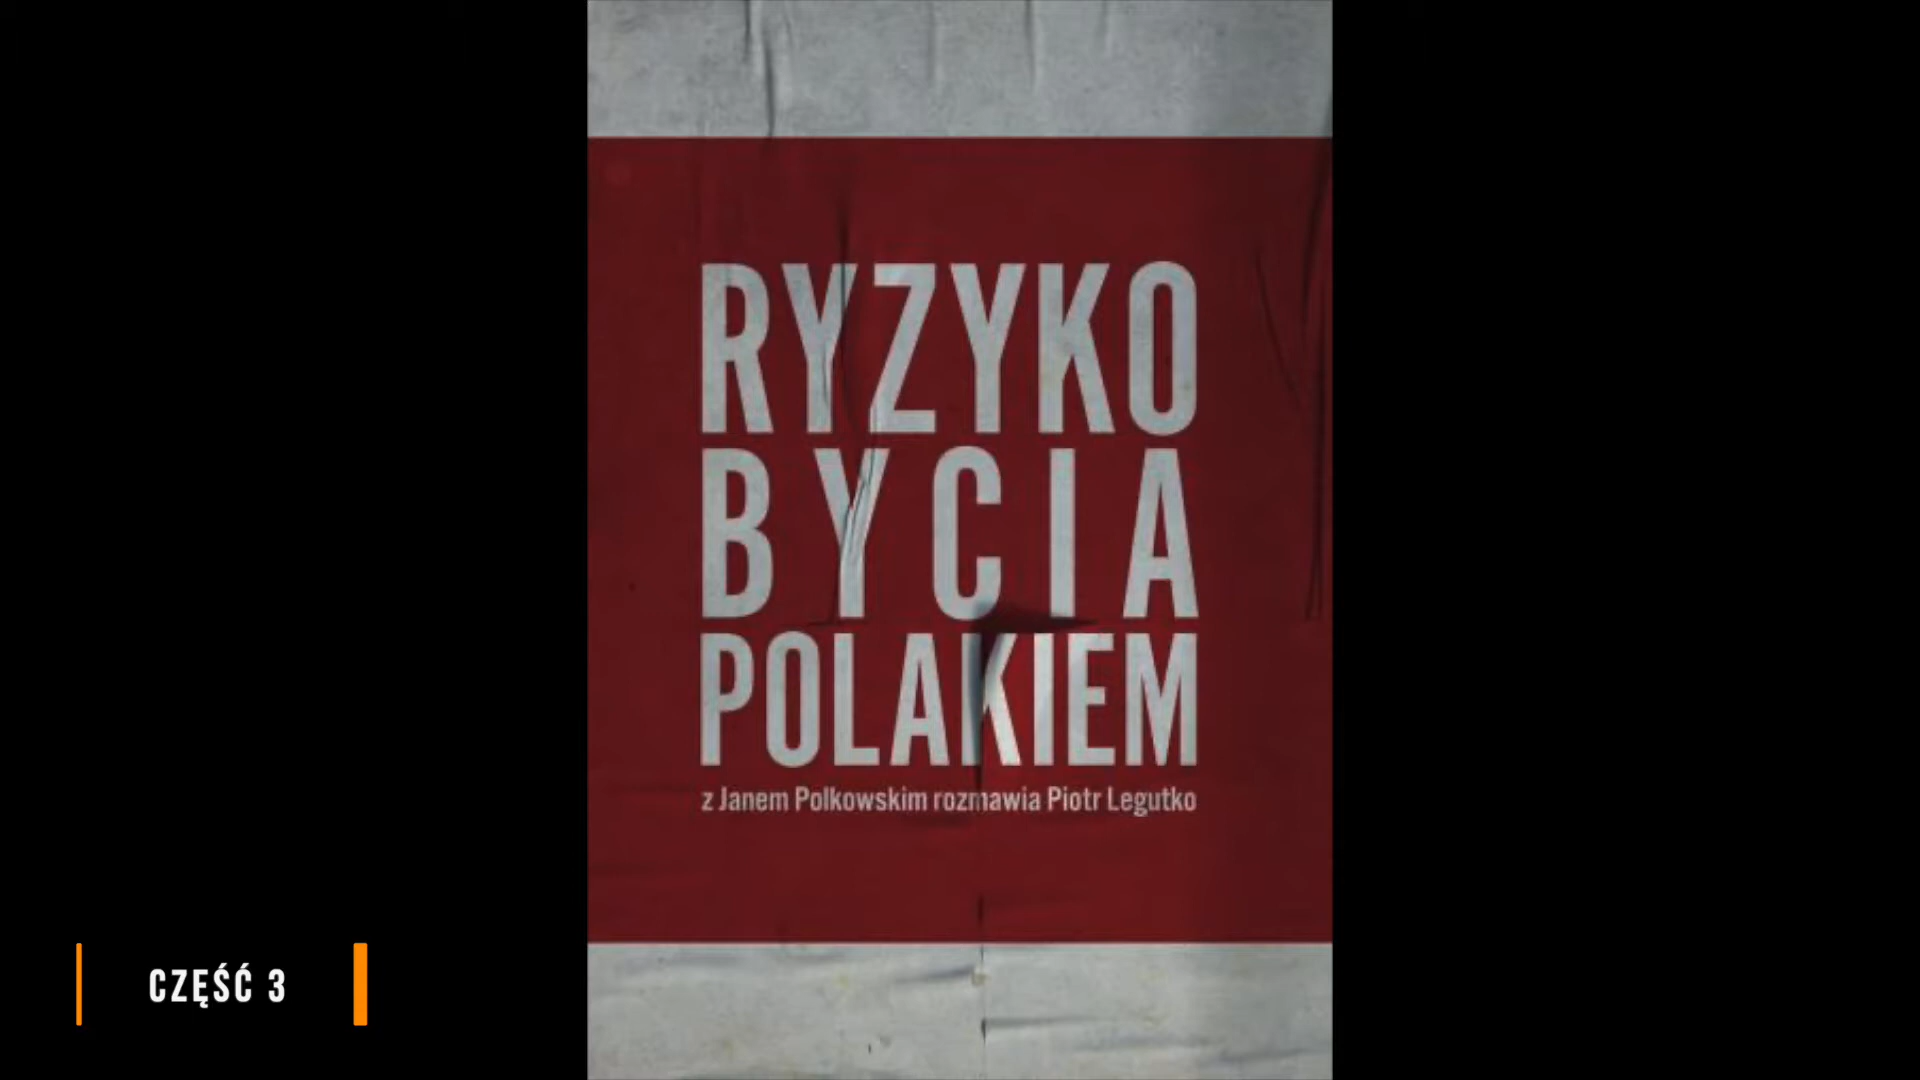 RYZYKO
BYCIA
POLAKIEM
z Janem Polkowskim rozmawia Piotr Legutko
CZĘŚĆ 3